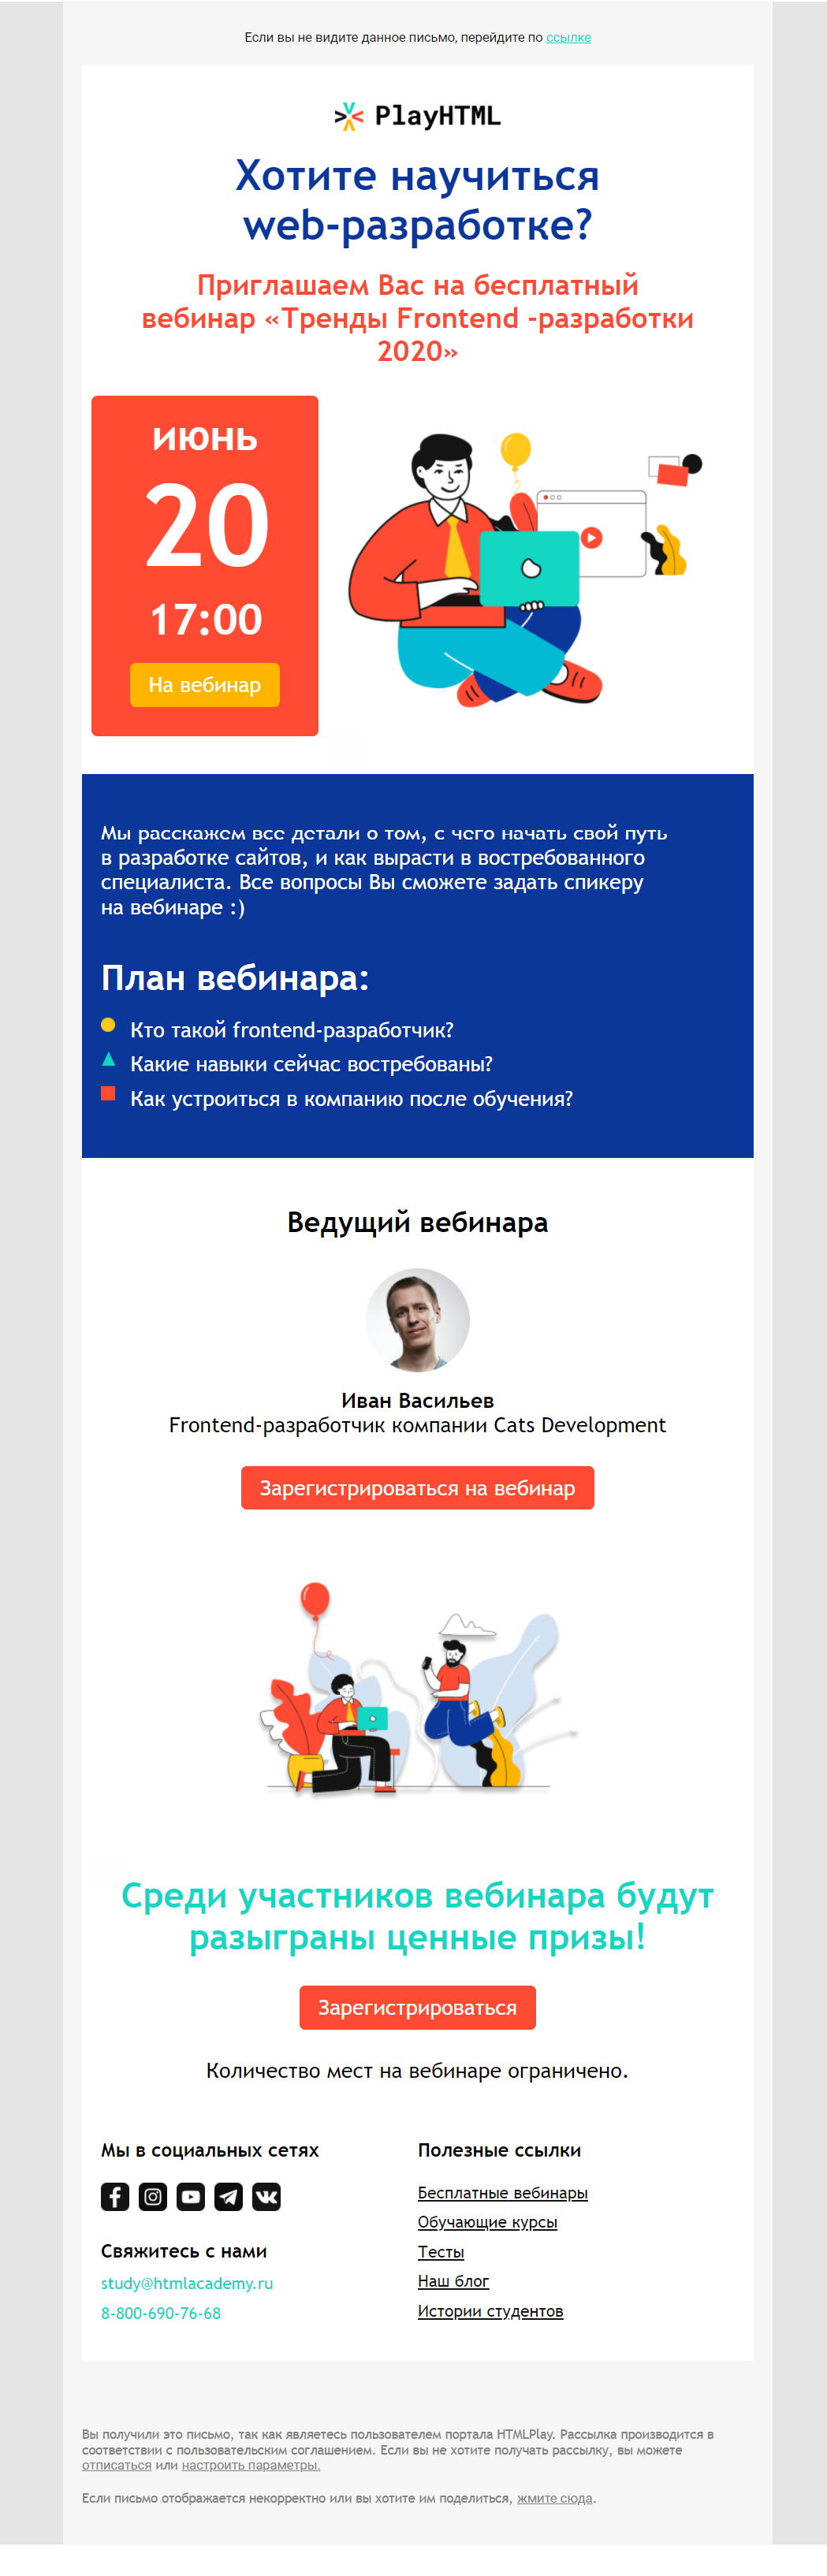 Если вы не видите данное письмо, перейдите по ссылке
PlayHTML
Хотите научиться
web-разработке?
Приглашаем Вас на бесплатный
вебинар «Тренды Frontend -разработки
2020»
июнь
20
17:00
На вебинар
Мы расскажем все детали о том, с чего начать свой путь
в разработке сайтов, и как вырасти в востребованного
специалиста. Все вопросы Вы сможете задать спикеру
на вебинаре :)
План вебинара:
Кто такой frontend-разработчик?
Какие навыки сейчас востребованы?
Как устроиться в компанию после обучения?
Ведущий вебинара
Иван Васильев
Frontend-разработчик компании Cats Development
Зарегистрироваться на вебинар
Среди участников вебинара будут
разыграны ценные призы!
Зарегистрироваться
Количество мест на вебинаре ограничено.
Мы в социальных сетях
Свяжитесь с нами
study@htmlacademy.ru
8-800-690-76-68
Полезные ссылки
Бесплатные вебинары
Обучающие курсы
Тесты
Наш блог
Истории студентов
Вы получили это письмо, так как являетесь пользователем портала HTMLPlay. Рассылка производится в
соответствии с пользовательским соглашением. Если вы не хотите получать рассылку, вы можете
отписаться или настроить параметры.
Если письмо отображается некорректно или вы хотите им поделиться, жмите сюда.